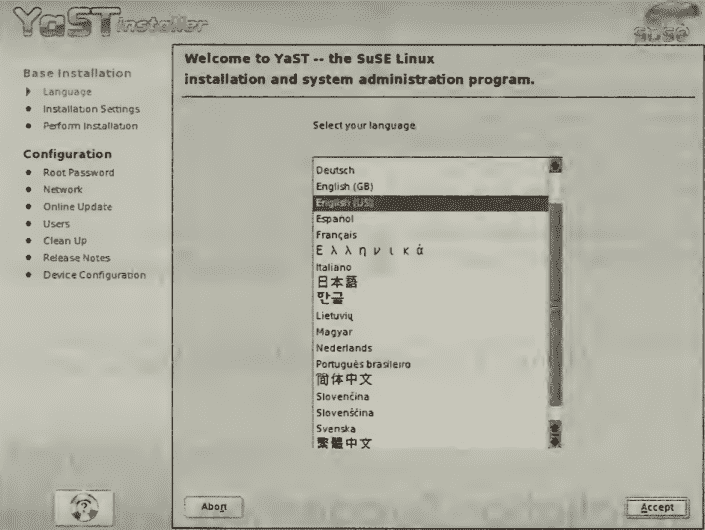 YaST installer
SuSE
Base Installation
Language
Installation Settings
Perform Installation
Configuration
Root Password
Network
Online Update
Users
Clean Up
Release Notes
Device Configuration
Welcome to YaST -- the SuSE Linux
installation and system administration program.
Select your language
Deutsch
English (GB)
English (US)
Español
Français
Ελληνικά
Italiano
日本語
한글
Lietuvių
Magyar
Nederlands
Português brasileiro
简体中文
Slovenčina
Slovenščina
Svenska
繁體中文
?
Abort
Accept